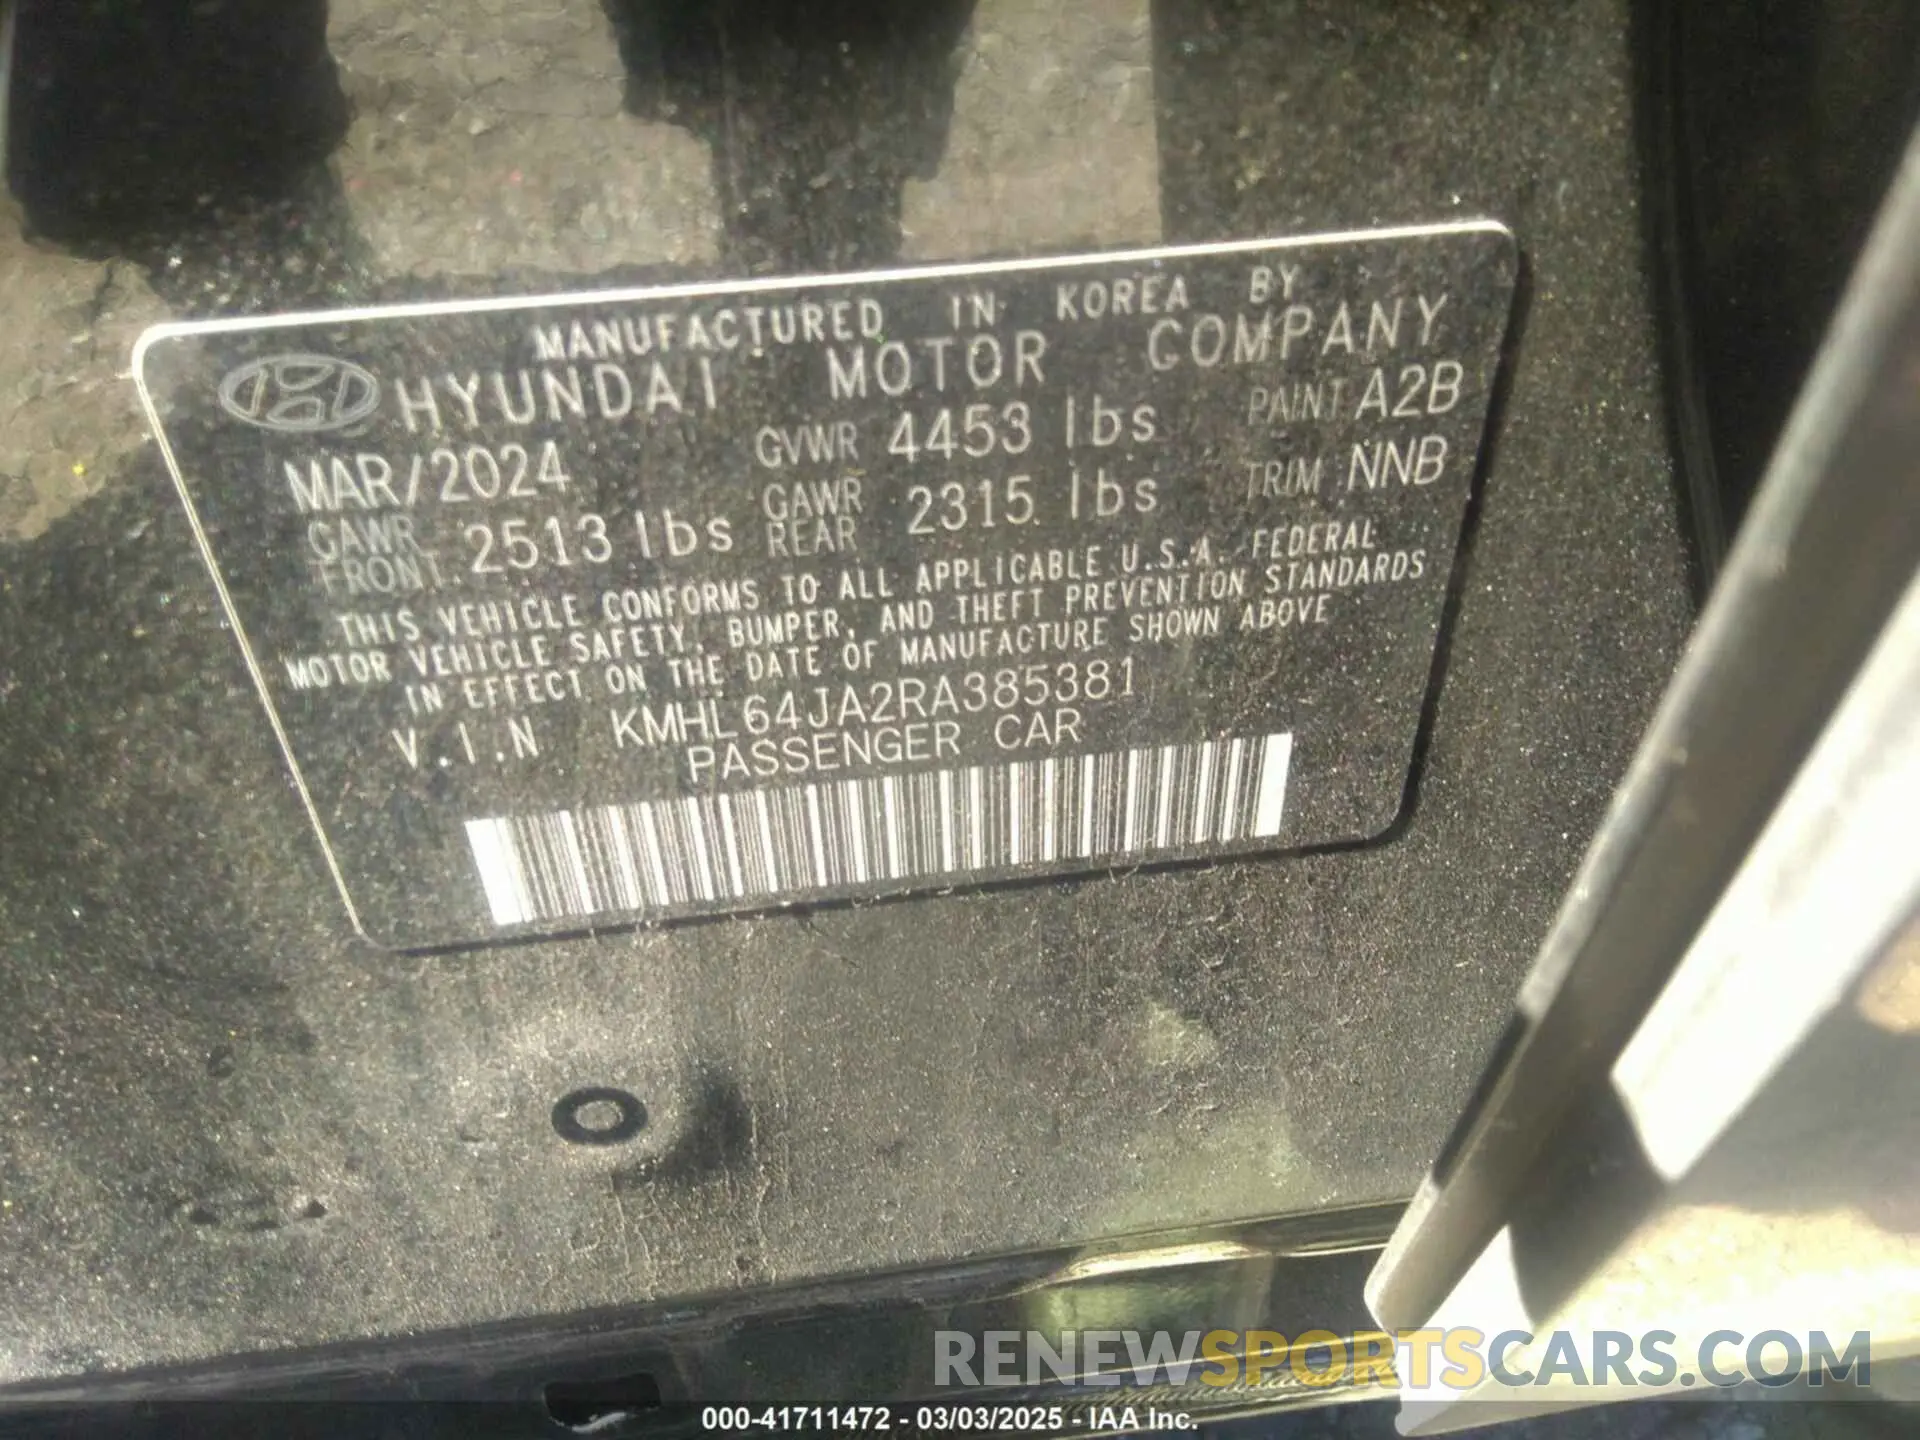 MANUFACTURED IN KOREA BY
HYUNDAI MOTOR COMPANY
MAR/2024 GVWR 4453 lbs PAINT A2B
GAWR FRONT 2513 lbs GAWR REAR 2315 lbs TRIM NNB
THIS VEHICLE CONFORMS TO ALL APPLICABLE U.S.A. FEDERAL
MOTOR VEHICLE SAFETY, BUMPER, AND THEFT PREVENTION STANDARDS
IN EFFECT ON THE DATE OF MANUFACTURE SHOWN ABOVE
V.I.N KMHL64JA2RA385381
PASSENGER CAR
RENEWSPORTSCARS.COM
000-41711472 - 03/03/2025 - IAA Inc.